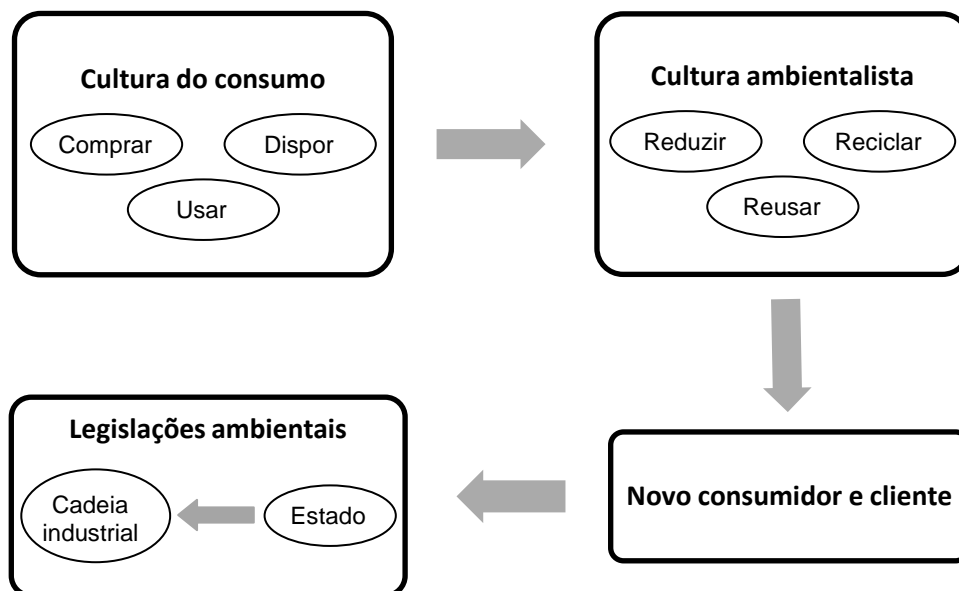 Cultura do consumo
Comprar
Dispor
Usar
Cultura ambientalista
Reduzir
Reciclar
Reusar
Novo consumidor e cliente
Legislações ambientais
Cadeia
industrial
Estado